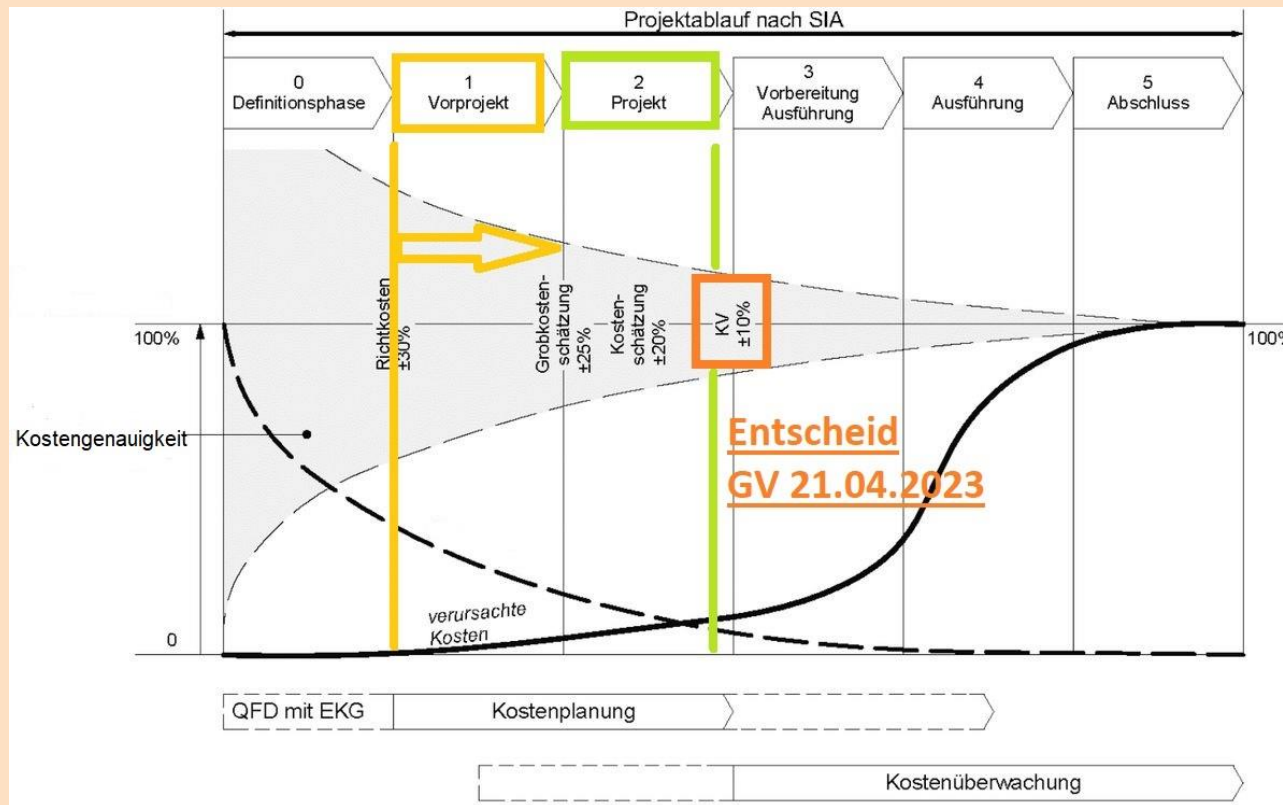 Projektablauf nach SIA
0
Definitionsphase
1
Vorprojekt
2
Projekt
3
Vorbereitung
Ausführung
4
Ausführung
5
Abschluss
100%
Richtkosten
±30%
Grobkosten-
schätzung
±25%
Kosten-
schätzung
±20%
KV
±10%
100%
Kostengenauigkeit
Entscheid
GV 21.04.2023
verursachte
Kosten
0
QFD mit EKG
Kostenplanung
Kostenüberwachung